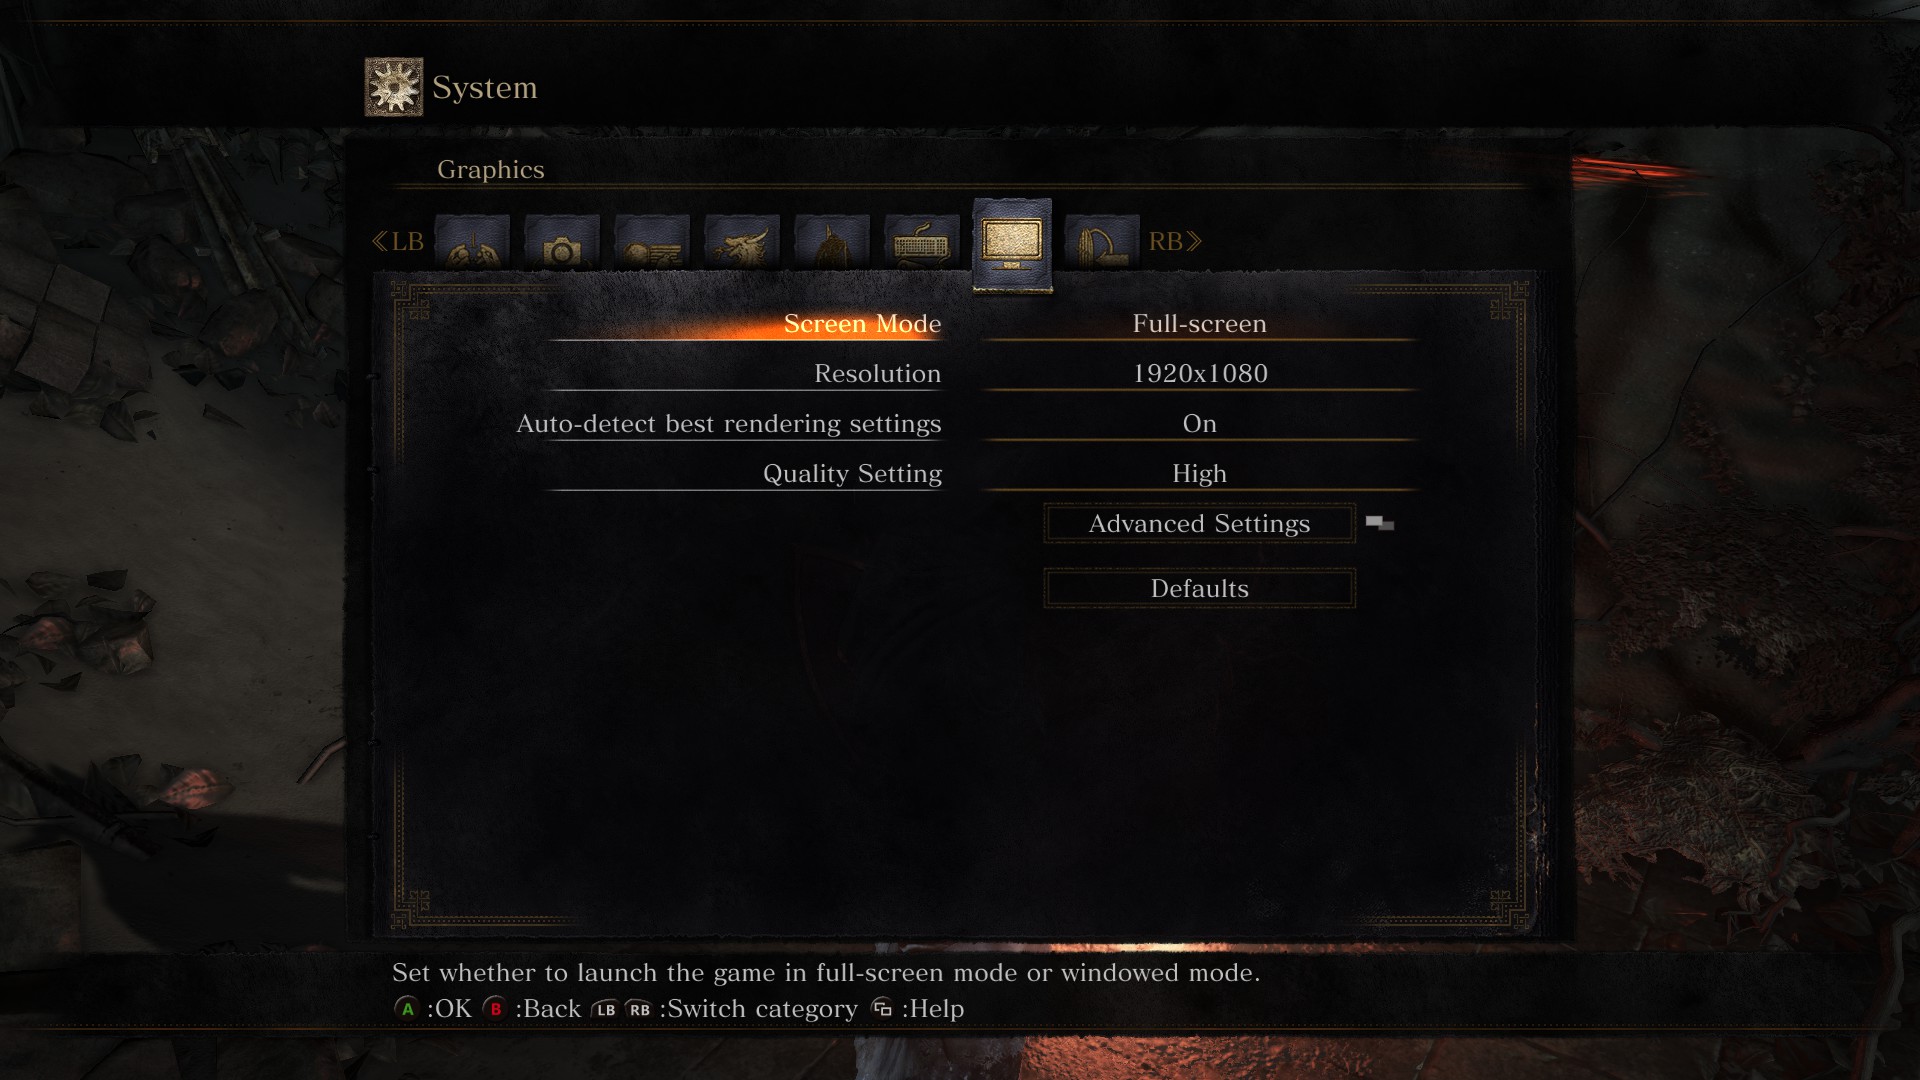 System
Graphics
LB RB
Screen Mode Full-screen
Resolution 1920x1080
Auto-detect best rendering settings On
Quality Setting High
Advanced Settings
Defaults
Set whether to launch the game in full-screen mode or windowed mode.
A :OK B :Back LB RB :Switch category :Help